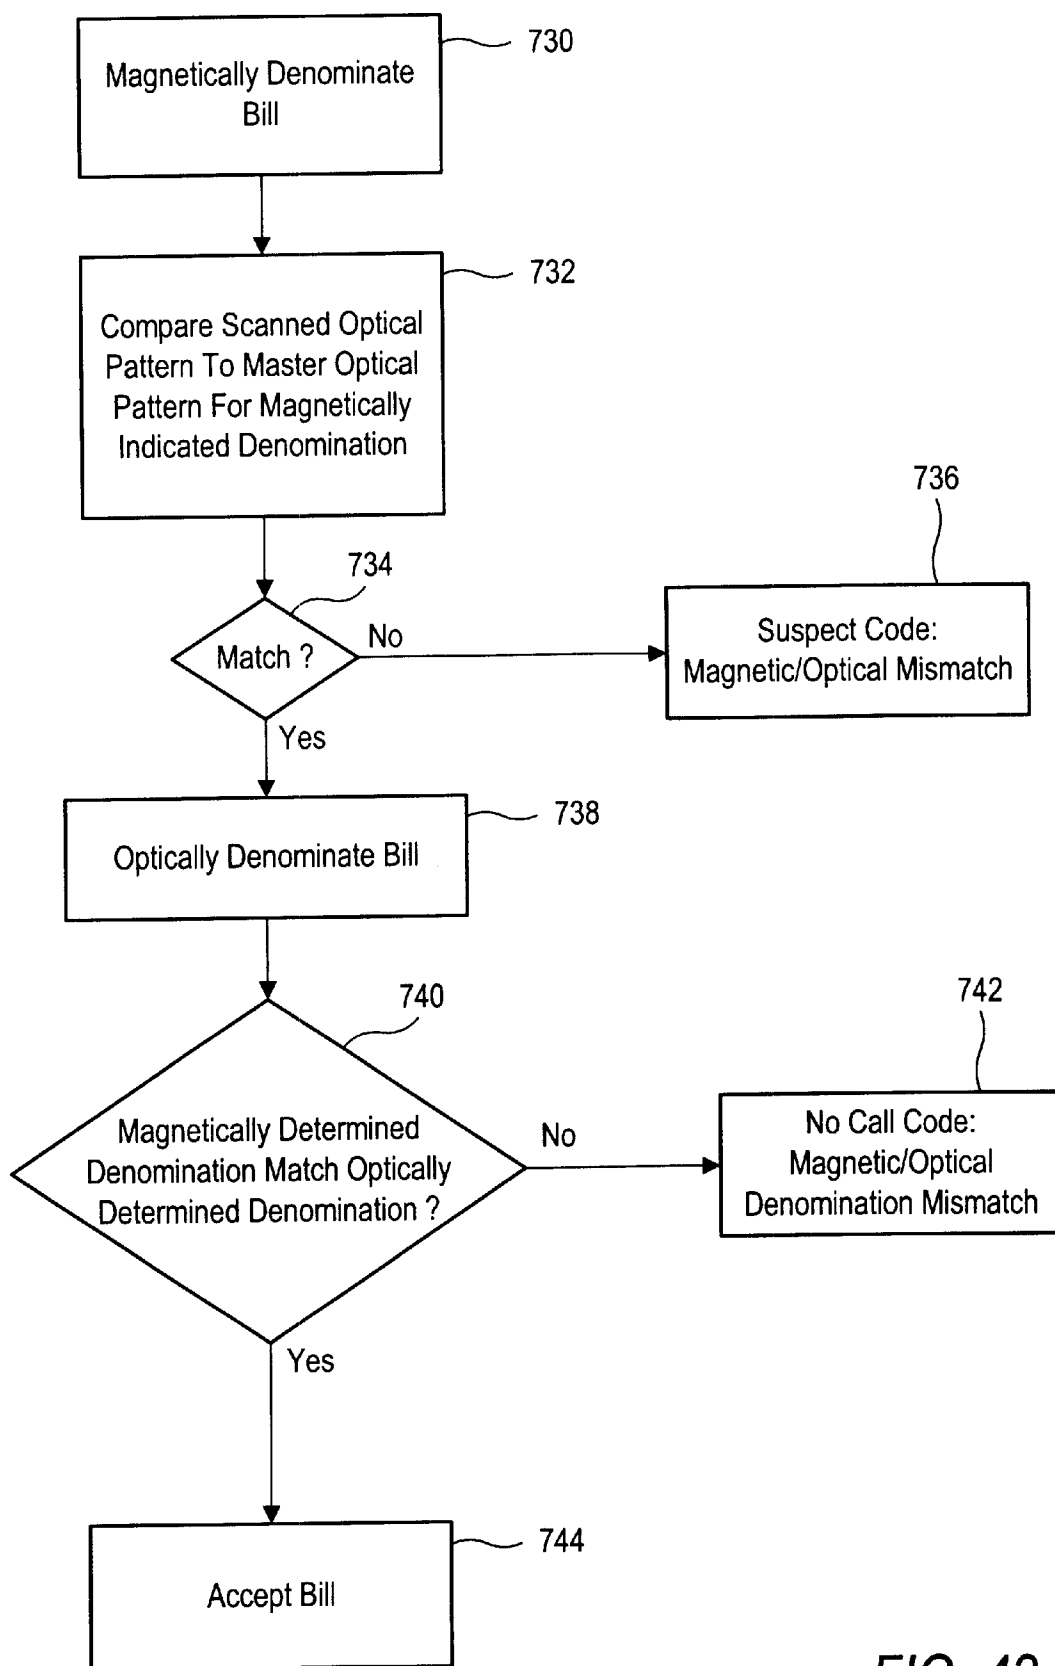 730
Magnetically Denominate
Bill
732
Compare Scanned Optical
Pattern To Master Optical
Pattern For Magnetically
Indicated Denomination
736
734
Match ?
No
Suspect Code:
Magnetic/Optical Mismatch
Yes
738
Optically Denominate Bill
740
742
Magnetically Determined
Denomination Match Optically
Determined Denomination ?
No
No Call Code:
Magnetic/Optical
Denomination Mismatch
Yes
744
Accept Bill